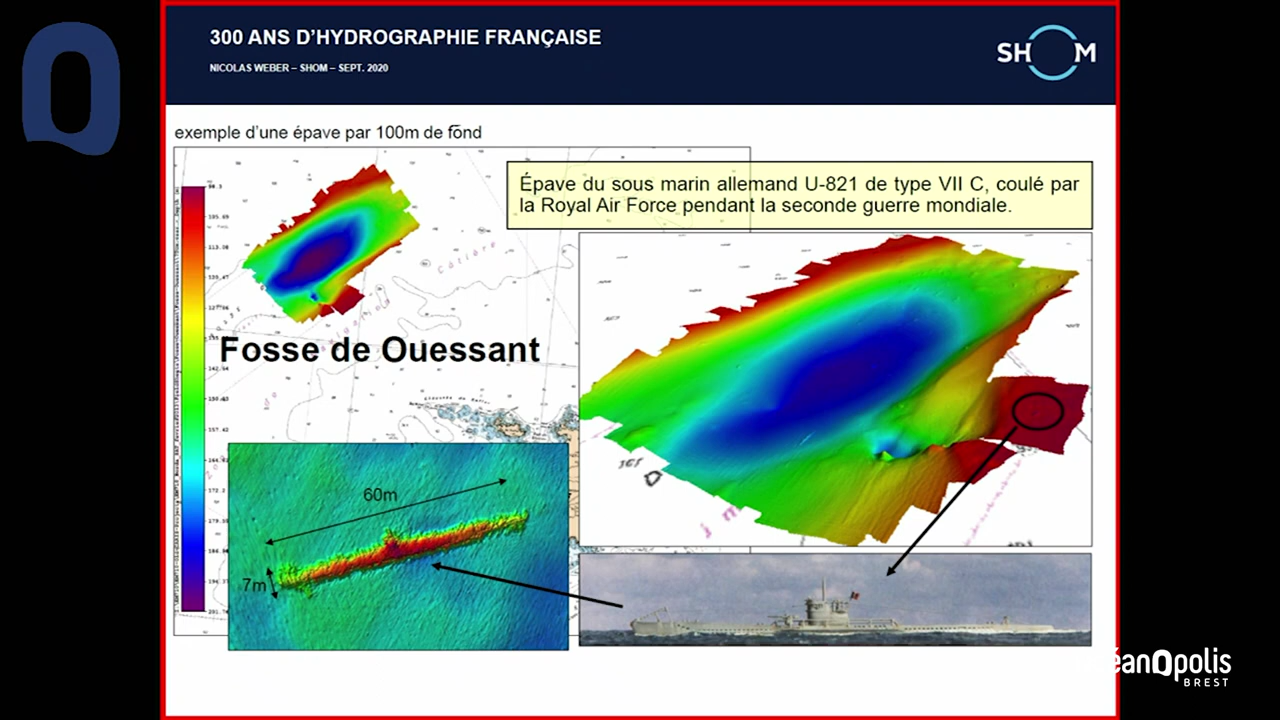 300 ANS D'HYDROGRAPHIE FRANÇAISE
NICOLAS WEBER – SHOM – SEPT. 2020
SHOM
exemple d'une épave par 100m de fond
Épave du sous marin allemand U-821 de type VII C, coulé par
la Royal Air Force pendant la seconde guerre mondiale.
Fosse de Ouessant
60m
7m
éanOpolis
BREST